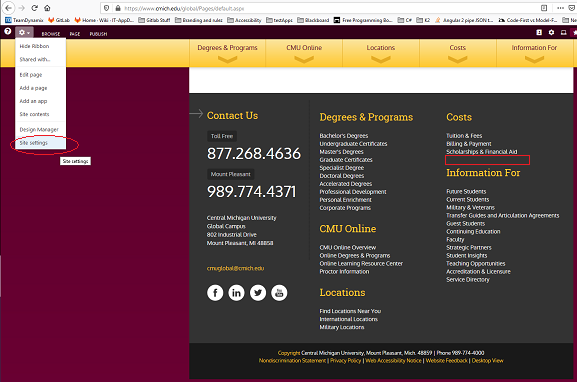 https://www.cmich.edu/global/Pages/default.aspx
TeamDynamix
GitLab
Home · Wiki · IT-AppD...
Gitlab Stuff
Branding and rules
Accessibility
testApps
Blackboard
Free Programming Bo...
C#
K2
Angular 2 pipe JSON t...
Code-First vs Model-F...
BROWSE
PAGE
PUBLISH
Hide Ribbon
Shared with...
Edit page
Add a page
Add an app
Site contents
Design Manager
Site settings
Site settings
Degrees & Programs
CMU Online
Locations
Costs
Information For
Contact Us
Toll Free
877.268.4636
Mount Pleasant
989.774.4371
Central Michigan University
Global Campus
802 Industrial Drive
Mount Pleasant, MI 48858
cmuglobal@cmich.edu
Degrees & Programs
Bachelor's Degrees
Undergraduate Certificates
Master's Degrees
Graduate Certificates
Specialist Degree
Doctoral Degrees
Accelerated Degrees
Professional Development
Personal Enrichment
Corporate Programs
CMU Online
CMU Online Overview
Online Degrees & Programs
Online Learning Resource Center
Proctor Information
Locations
Find Locations Near You
International Locations
Military Locations
Costs
Tuition & Fees
Billing & Payment
Scholarships & Financial Aid
Information For
Future Students
Current Students
Military & Veterans
Transfer Guides and Articulation Agreements
Guest Students
Continuing Education
Faculty
Strategic Partners
Student Insights
Teaching Opportunities
Accreditation & Licensure
Service Directory
Copyright Central Michigan University, Mount Pleasant, Mich. 48859 | Phone 989-774-4000
Nondiscrimination Statement | Privacy Policy | Web Accessibility Notice | Website Feedback | Desktop View